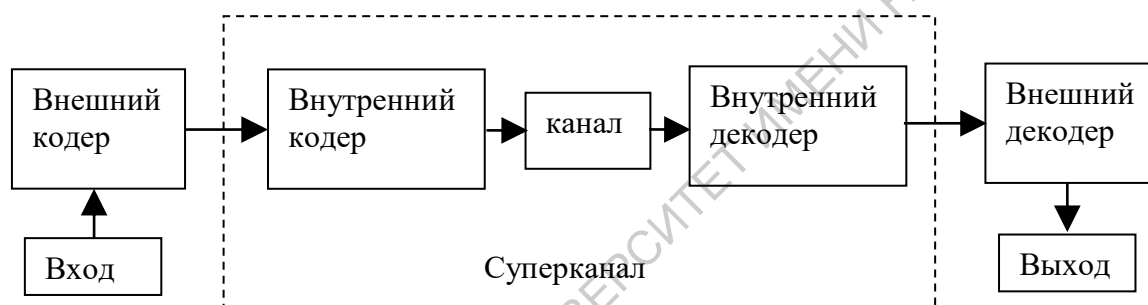 Внешний
кодер
Внутренний
кодер
канал
Внутренний
декодер
Внешний
декодер
Вход
Суперканал
Выход